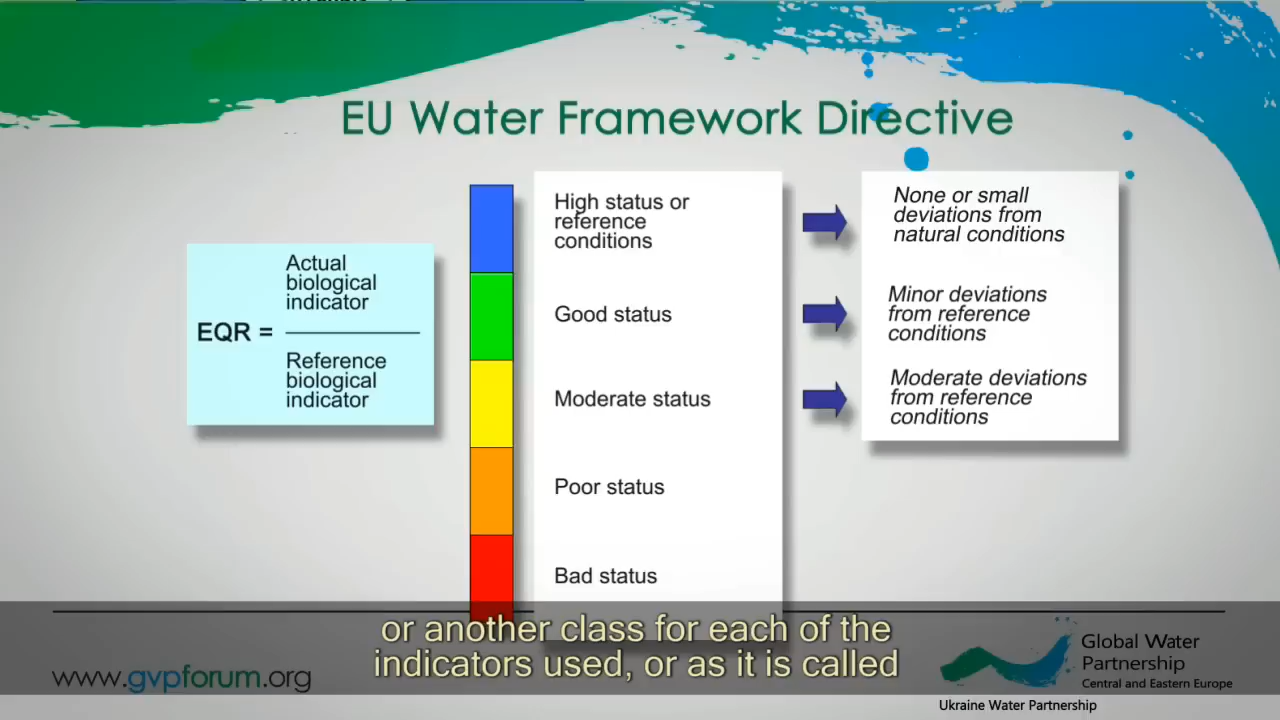 EU Water Framework Directive
EQR =
Actual
biological
indicator
Reference
biological
indicator
High status or
reference
conditions
None or small
deviations from
natural conditions
Good status
Minor deviations
from reference
conditions
Moderate status
Moderate deviations
from reference
conditions
Poor status
Bad status
or another class for each of the
indicators used, or as it is called
www.gvpforum.org
Global Water
Partnership
Central and Eastern Europe
Ukraine Water Partnership